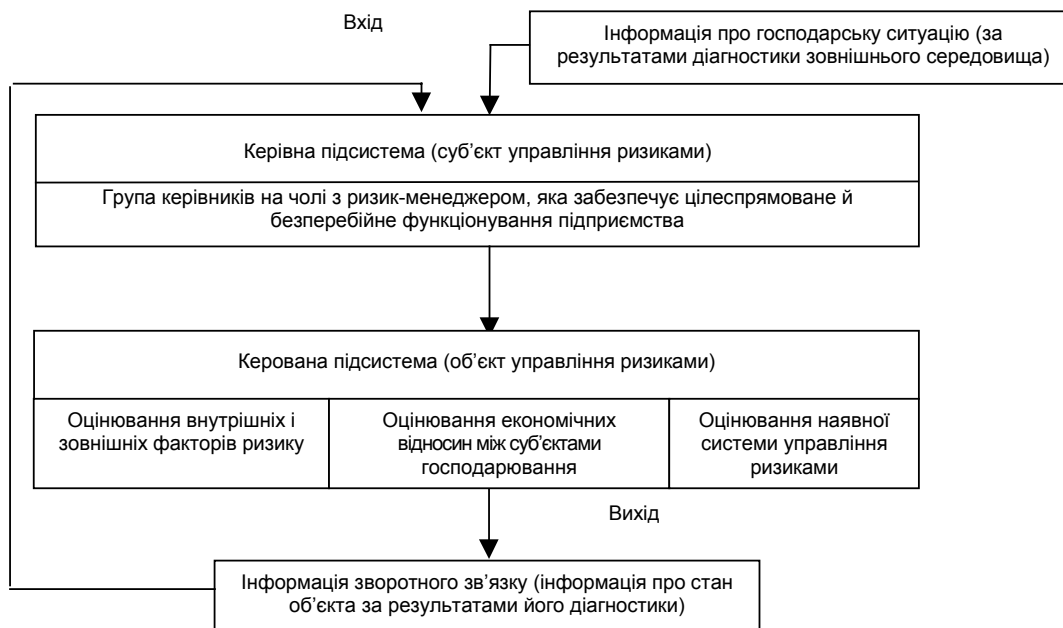 Вхід
Інформація про господарську ситуацію (за
результатами діагностики зовнішнього середовища)
Керівна підсистема (суб’єкт управління ризиками)
Група керівників на чолі з ризик-менеджером, яка забезпечує цілеспрямоване й
безперебійне функціонування підприємства
Керована підсистема (об’єкт управління ризиками)
Оцінювання внутрішніх і
зовнішніх факторів ризику
Оцінювання економічних
відносин між суб’єктами
господарювання
Оцінювання наявної
системи управління
ризиками
Вихід
Інформація зворотного зв’язку (інформація про стан
об’єкта за результатами його діагностики)